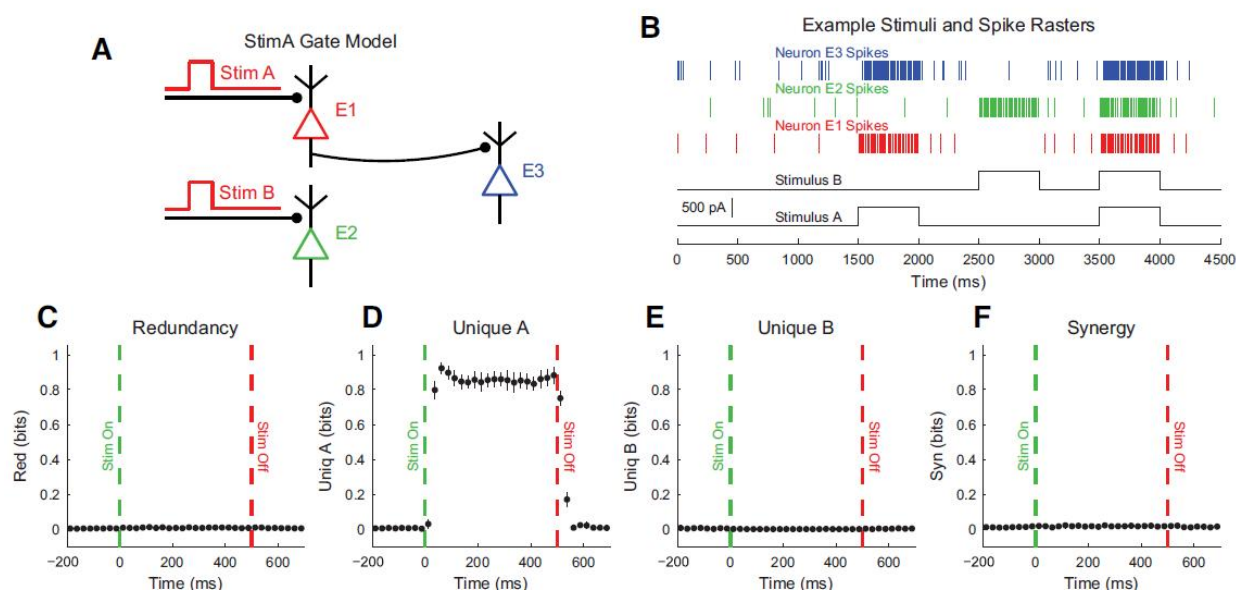 A
StimA Gate Model
Stim A
E1
E3
Stim B
E2
B
Example Stimuli and Spike Rasters
Neuron E3 Spikes
Neuron E2 Spikes
Neuron E1 Spikes
Stimulus B
500 pA
Stimulus A
0 500 1000 1500 2000 2500 3000 3500 4000 4500
Time (ms)
C
Redundancy
Red (bits)
1
0.8
0.6
0.4
0.2
0
Stim On
Stim Off
-200 0 200 400 600
Time (ms)
D
Unique A
Uniq A (bits)
1
0.8
0.6
0.4
0.2
0
Stim On
Stim Off
-200 0 200 400 600
Time (ms)
E
Unique B
Uniq B (bits)
1
0.8
0.6
0.4
0.2
0
Stim On
Stim Off
-200 0 200 400 600
Time (ms)
F
Synergy
Syn (bits)
1
0.8
0.6
0.4
0.2
0
Stim On
Stim Off
-200 0 200 400 600
Time (ms)